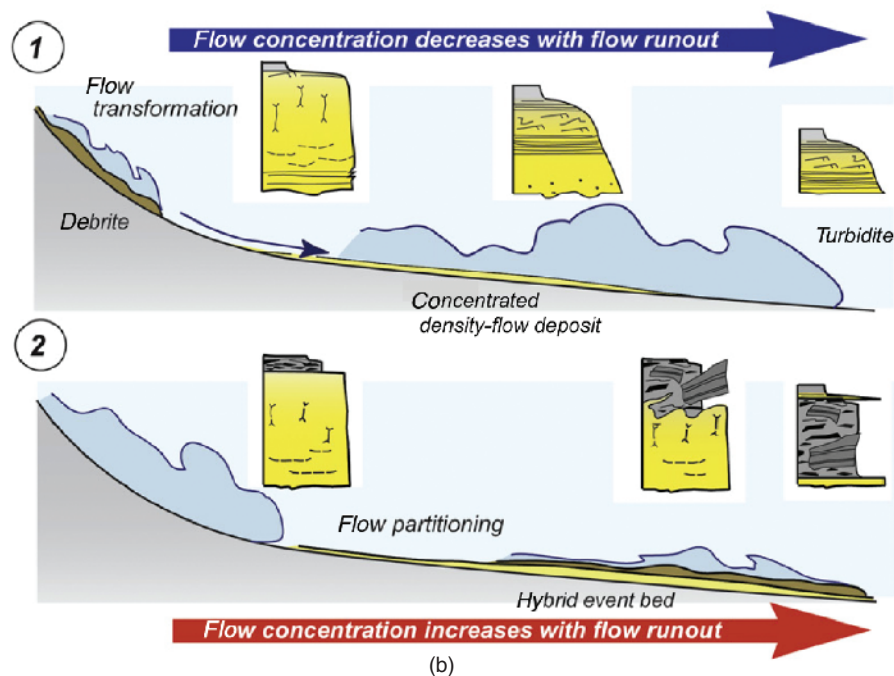 1
Flow concentration decreases with flow runout
Flow
transformation
Debrite
Turbidite
Concentrated
density-flow deposit
2
Flow partitioning
Hybrid event bed
Flow concentration increases with flow runout
(b)